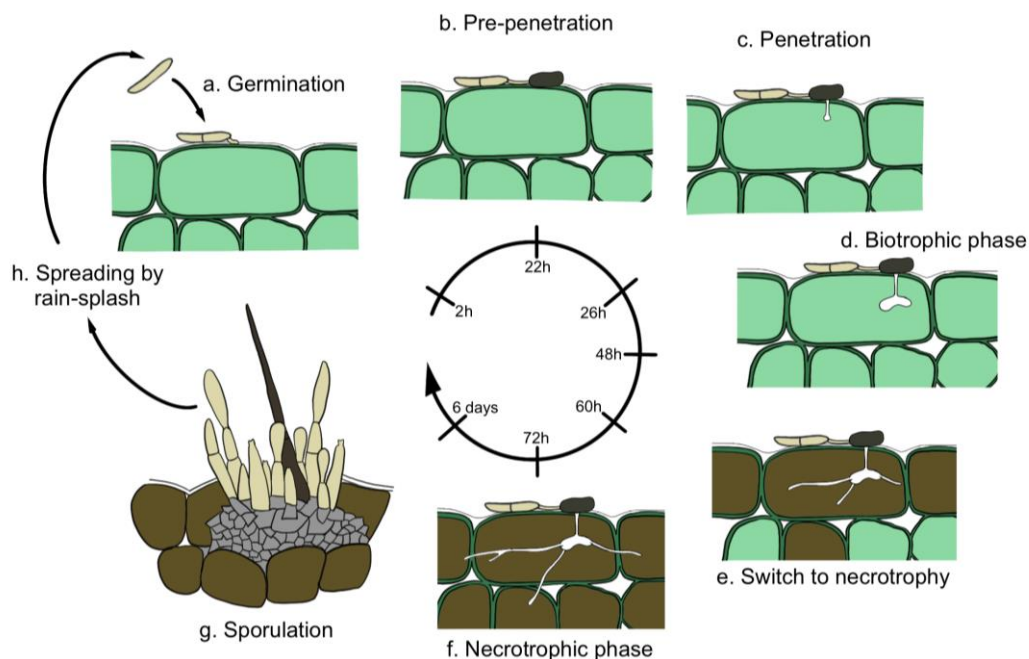 a. Germination
b. Pre-penetration
c. Penetration
d. Biotrophic phase
e. Switch to necrotrophy
f. Necrotrophic phase
g. Sporulation
h. Spreading by
rain-splash
2h
22h
26h
48h
60h
72h
6 days